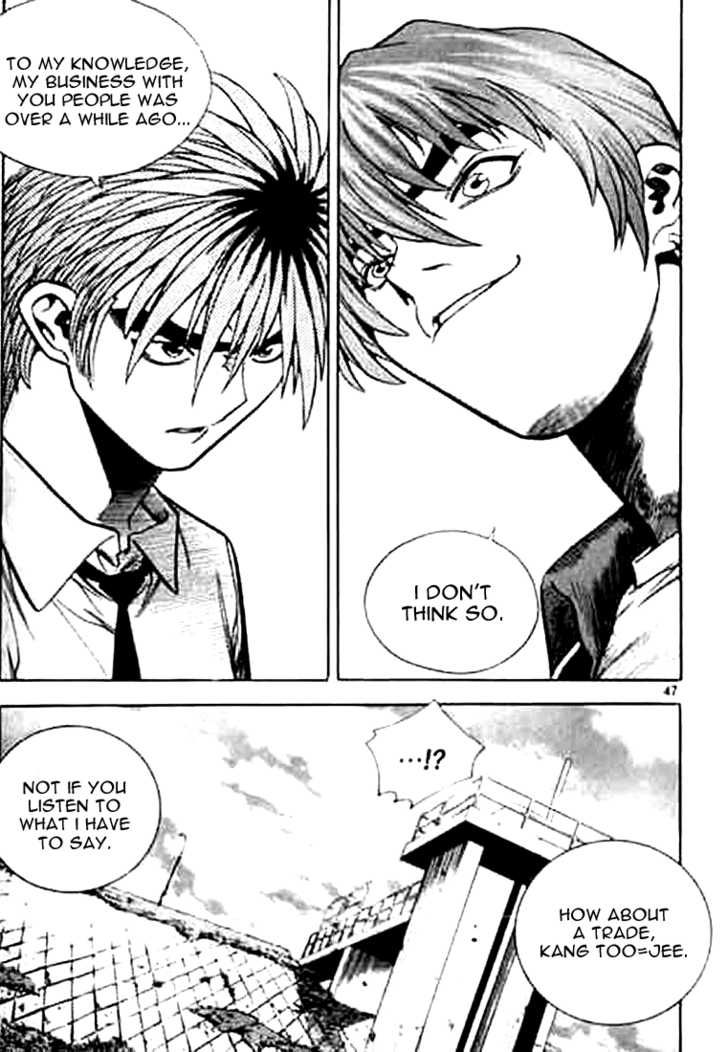 TO MY KNOWLEDGE,
MY BUSINESS WITH
YOU PEOPLE WAS
OVER A WHILE AGO...
I DON'T
THINK SO.
47
NOT IF YOU
LISTEN TO
WHAT I HAVE
TO SAY.
...!?
HOW ABOUT
A TRADE,
KANG TOO=JEE.